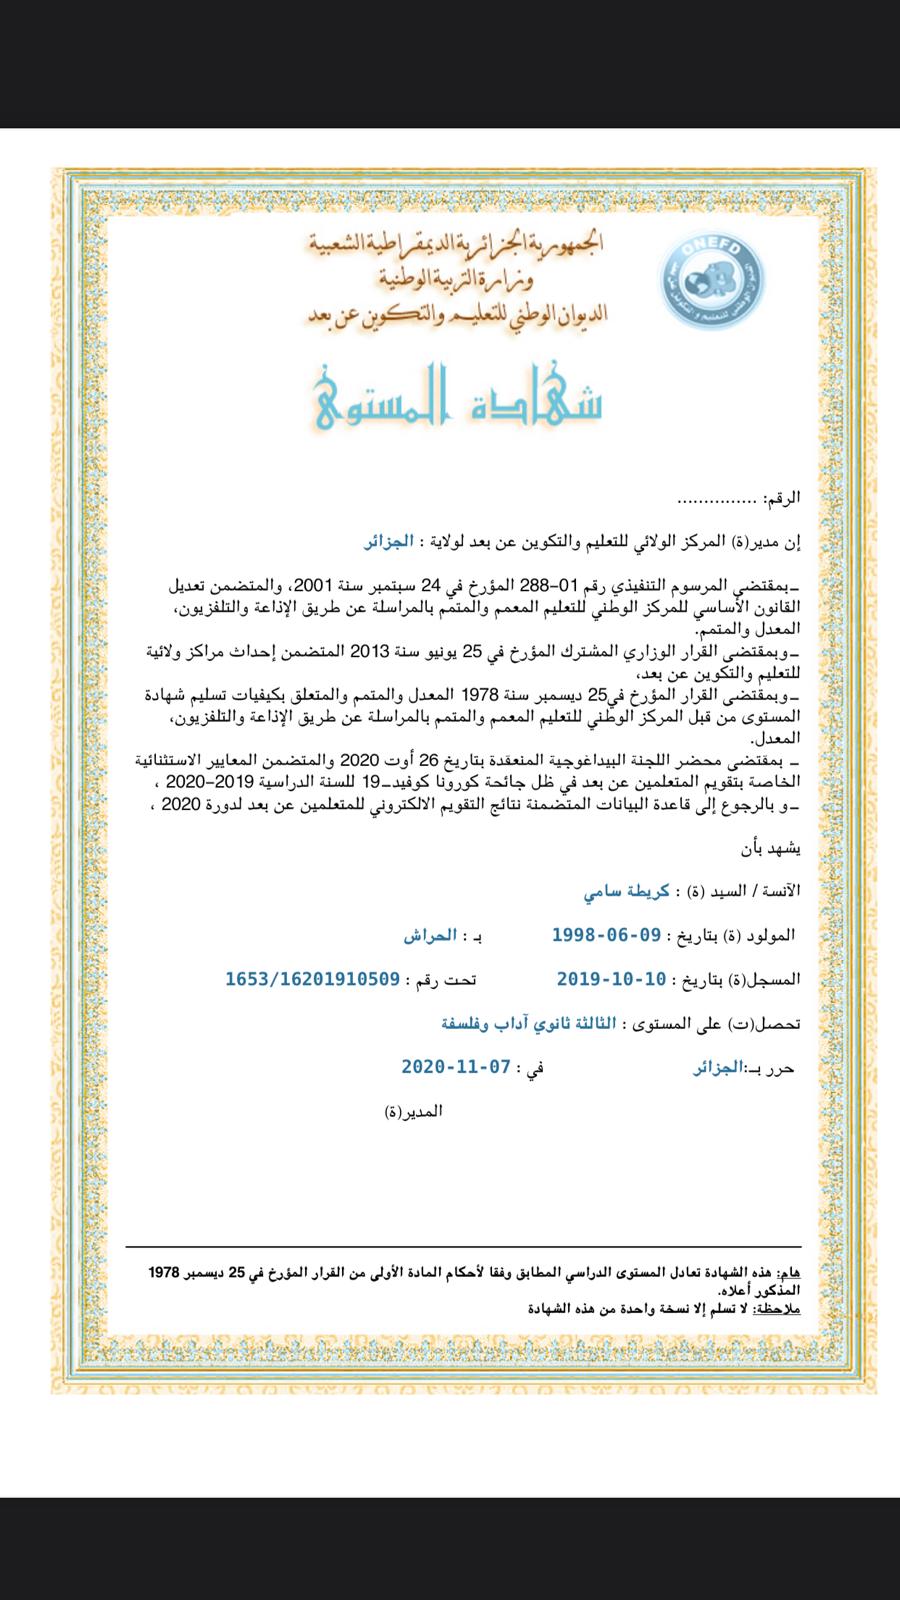 ONEFD
الجمهورية الجزائرية الديمقراطية الشعبية
وزارة التربية الوطنية
الديوان الوطني للتعليم والتكوين عن بعد
شهادة المستوى
الرقم: ...............
إن مدير(ة) المركز الولائي للتعليم والتكوين عن بعد لولاية : الجزائر
ـ بمقتضى المرسوم التنفيذي رقم 01-288 المؤرخ في 24 سبتمبر سنة 2001، والمتضمن تعديل
القانون الأساسي للمركز الوطني للتعليم المعمم والمتمم بالمراسلة عن طريق الإذاعة والتلفزيون،
المعدل والمتمم.
ـ وبمقتضى القرار الوزاري المشترك المؤرخ في 25 يونيو سنة 2013 المتضمن إحداث مراكز ولائية
للتعليم والتكوين عن بعد،
ـ وبمقتضى القرار المؤرخ في25 ديسمبر سنة 1978 المعدل والمتمم والمتعلق بكيفيات تسليم شهادة
المستوى من قبل المركز الوطني للتعليم المعمم والمتمم بالمراسلة عن طريق الإذاعة والتلفزيون،
المعدل.
ـ بمقتضى محضر اللجنة البيداغوجية المنعقدة بتاريخ 26 أوت 2020 والمتضمن المعايير الاستثنائية
الخاصة بتقويم المتعلمين عن بعد في ظل جائحة كورونا كوفيدـ19 للسنة الدراسية 2019-2020 ،
ـ و بالرجوع إلى قاعدة البيانات المتضمنة نتائج التقويم الالكتروني للمتعلمين عن بعد لدورة 2020 ،
يشهد بأن
الآنسة / السيد (ة) : كريطة سامي
المولود (ة) بتاريخ : 1998-06-09 بـ : الحراش
المسجل(ة) بتاريخ : 2019-10-10 تحت رقم : 1653/16201910509
تحصل(ت) على المستوى : الثالثة ثانوي آداب وفلسفة
حرر بـ:الجزائر في : 2020-11-07
المدير(ة)
هام: هذه الشهادة تعادل المستوى الدراسي المطابق وفقا لأحكام المادة الأولى من القرار المؤرخ في 25 ديسمبر 1978
المذكور أعلاه.
ملاحظة: لا تسلم إلا نسخة واحدة من هذه الشهادة